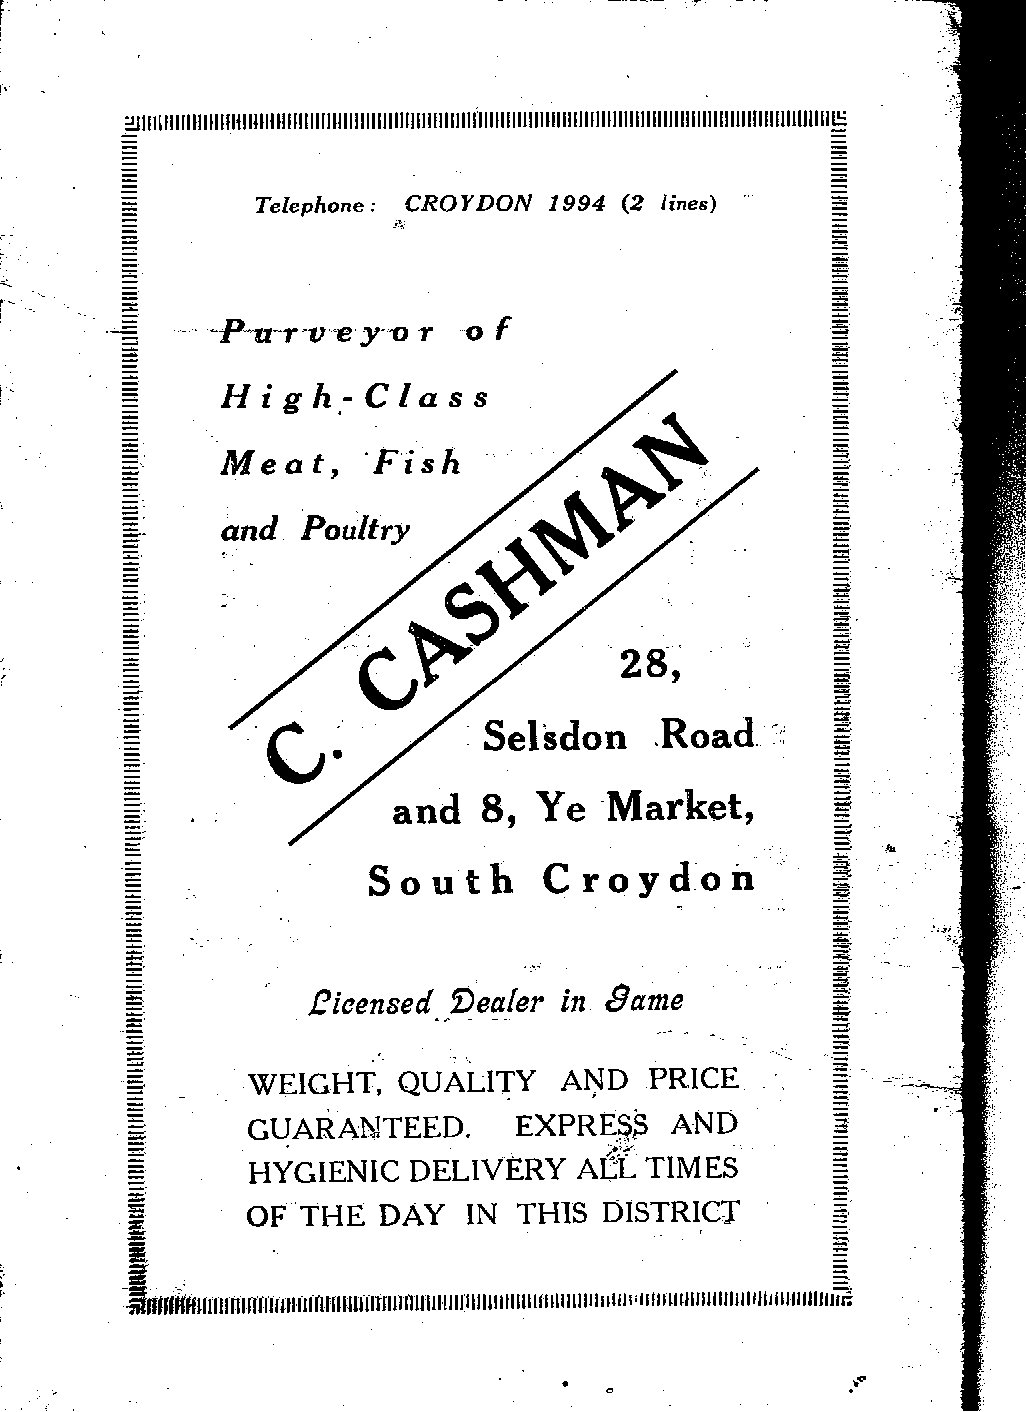 Telephone: CROYDON 1994 (2 lines)
Purveyor of
High-Class
Meat, Fish
and Poultry
C. CASHMAN
28,
Selsdon Road
and 8, Ye Market,
South Croydon
Licensed Dealer in Game
WEIGHT, QUALITY AND PRICE
GUARANTEED. EXPRESS AND
HYGIENIC DELIVERY ALL TIMES
OF THE DAY IN THIS DISTRICT